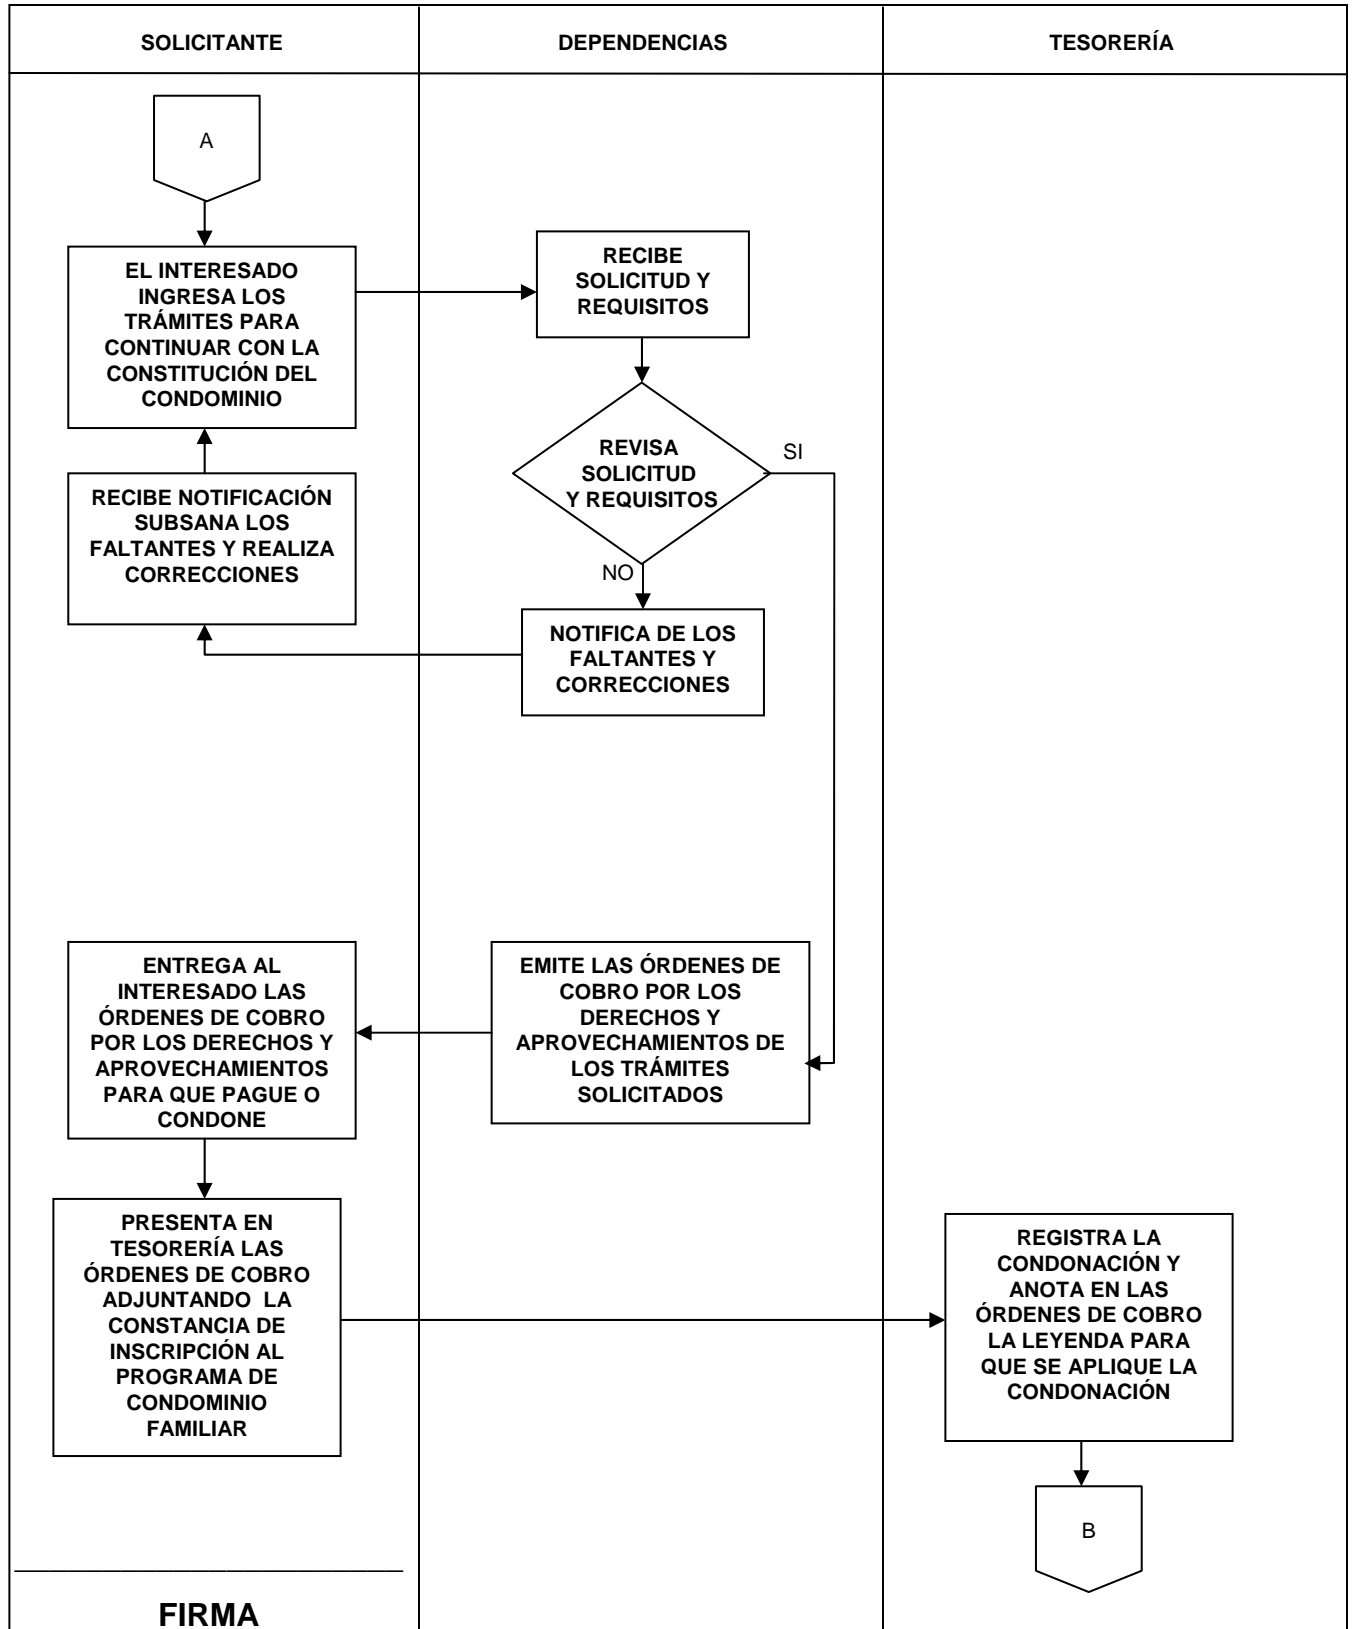 SOLICITANTE
DEPENDENCIAS
TESORERÍA
A
EL INTERESADO
INGRESA LOS
TRÁMITES PARA
CONTINUAR CON LA
CONSTITUCIÓN DEL
CONDOMINIO
RECIBE
SOLICITUD Y
REQUISITOS
REVISA
SOLICITUD
Y REQUISITOS
SI
NO
RECIBE NOTIFICACIÓN
SUBSANA LOS
FALTANTES Y REALIZA
CORRECCIONES
NOTIFICA DE LOS
FALTANTES Y
CORRECCIONES
ENTREGA AL
INTERESADO LAS
ÓRDENES DE COBRO
POR LOS DERECHOS Y
APROVECHAMIENTOS
PARA QUE PAGUE O
CONDONE
EMITE LAS ÓRDENES DE
COBRO POR LOS
DERECHOS Y
APROVECHAMIENTOS DE
LOS TRÁMITES
SOLICITADOS
PRESENTA EN
TESORERÍA LAS
ÓRDENES DE COBRO
ADJUNTANDO LA
CONSTANCIA DE
INSCRIPCIÓN AL
PROGRAMA DE
CONDOMINIO
FAMILIAR
REGISTRA LA
CONDONACIÓN Y
ANOTA EN LAS
ÓRDENES DE COBRO
LA LEYENDA PARA
QUE SE APLIQUE LA
CONDONACIÓN
B
FIRMA